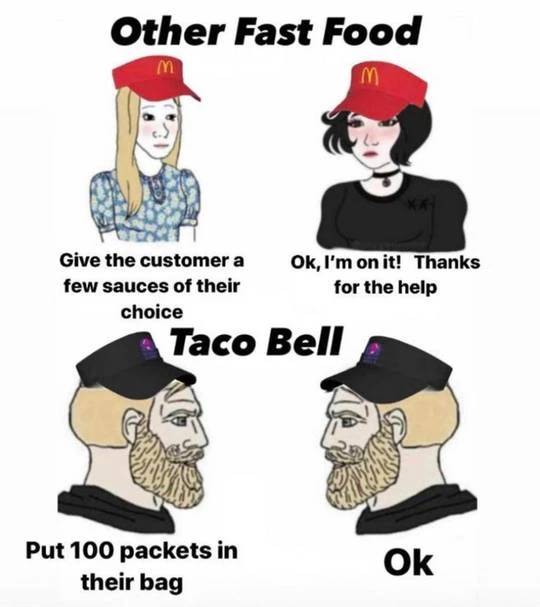 Other Fast Food
M
M
Give the customer a
few sauces of their
choice
Ok, I'm on it! Thanks
for the help
Taco Bell
Put 100 packets in
their bag
Ok